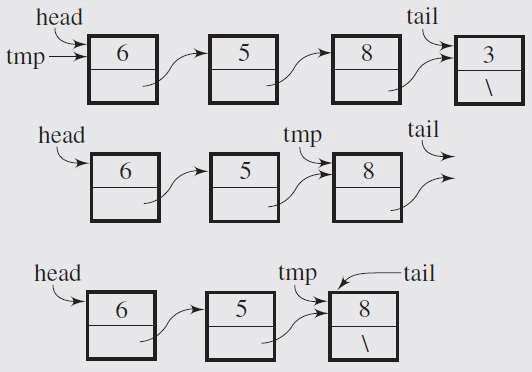 head tail
tmp 6 5 8 3
\
head tmp tail
6 5 8
head tmp tail
6 5 8
\